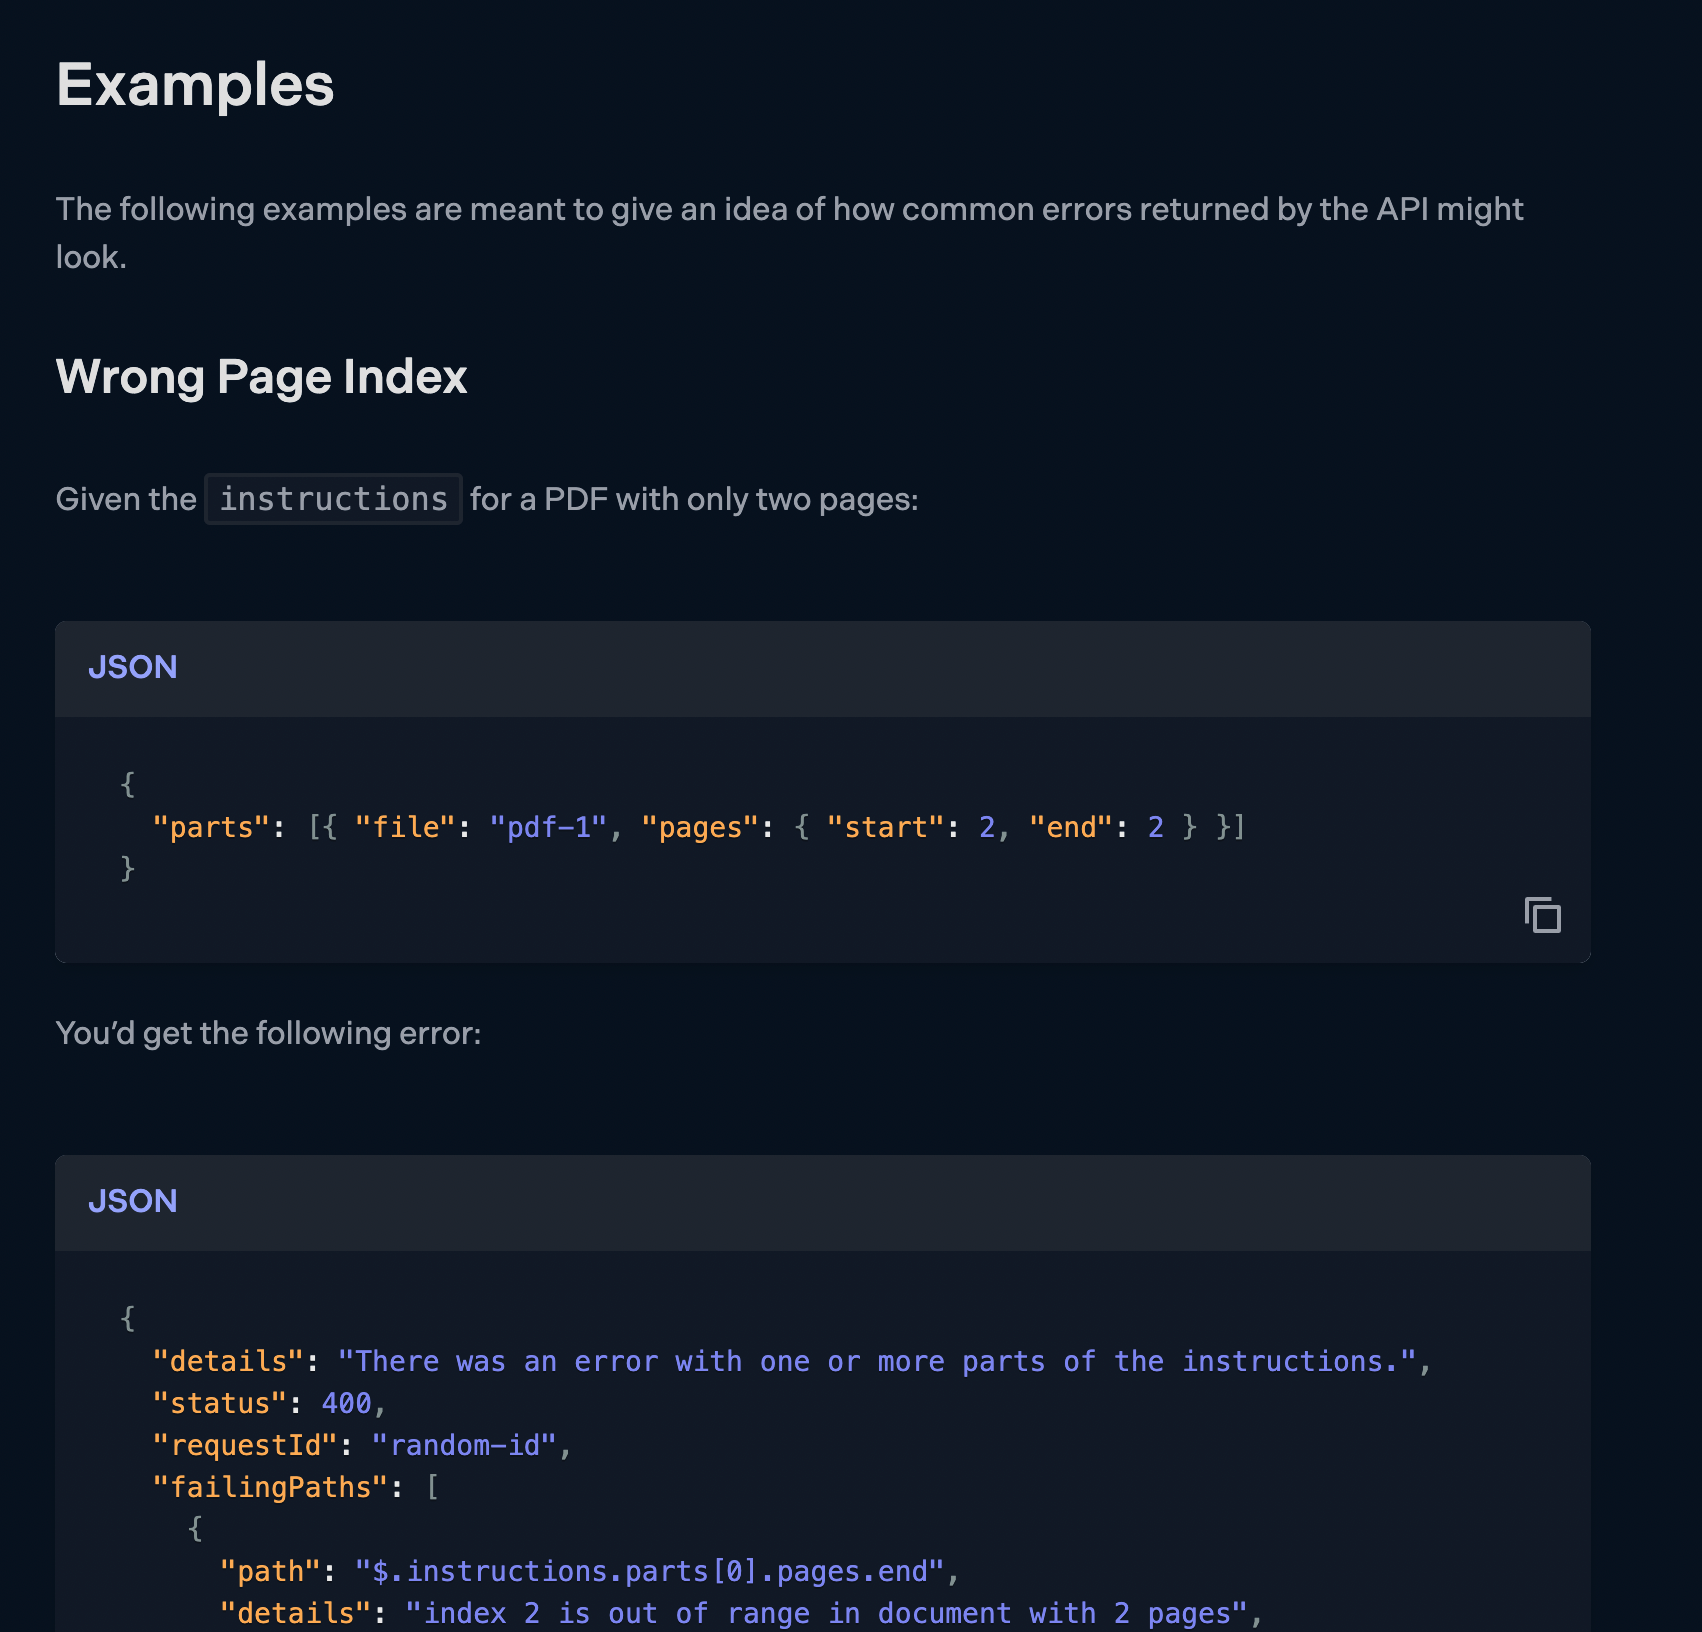 Examples
The following examples are meant to give an idea of how common errors returned by the API might
look.
Wrong Page Index
Given the instructions for a PDF with only two pages:
JSON
{
  "parts": [{ "file": "pdf-1", "pages": { "start": 2, "end": 2 } }]
}
You’d get the following error:
JSON
{
  "details": "There was an error with one or more parts of the instructions.",
  "status": 400,
  "requestId": "random-id",
  "failingPaths": [
    {
      "path": "$.instructions.parts[0].pages.end",
      "details": "index 2 is out of range in document with 2 pages",